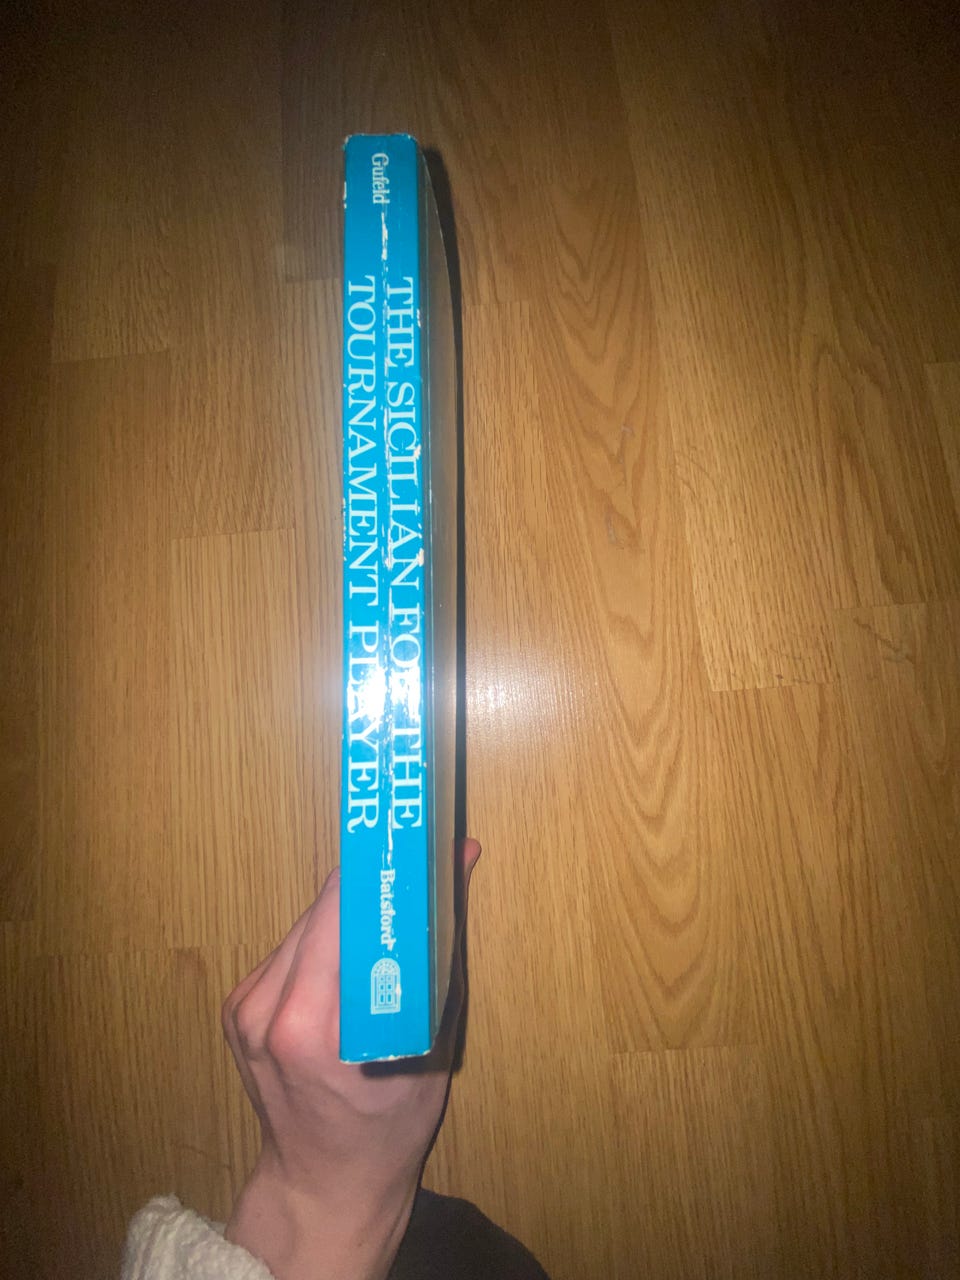 Gufeld
THE SICILIAN FOR THE
TOURNAMENT PLAYER
Batsford